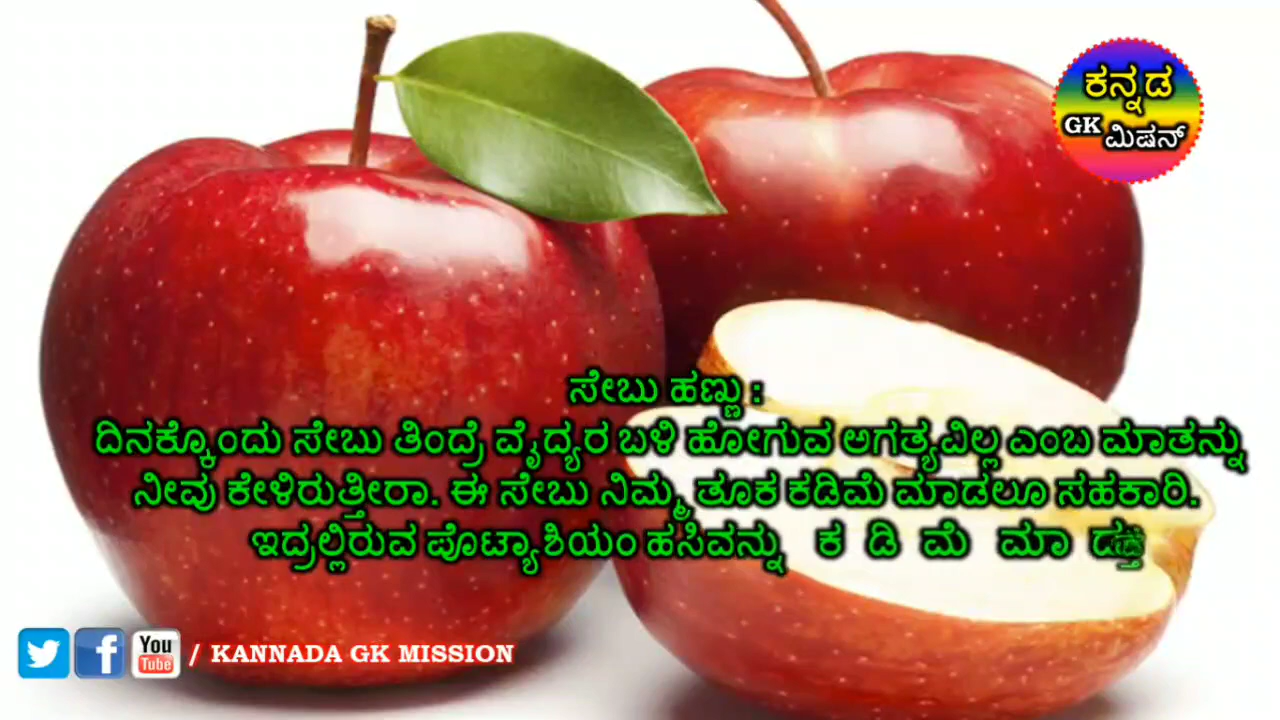 ಕನ್ನಡ
GK ಮಿಷನ್
ಸೇಬು ಹಣ್ಣು :
ದಿನಕ್ಕೊಂದು ಸೇಬು ತಿಂದ್ರೆ ವೈದ್ಯರ ಬಳಿ ಹೋಗುವ ಅಗತ್ಯವಿಲ್ಲ ಎಂಬ ಮಾತನ್ನು
ನೀವು ಕೇಳಿರುತ್ತೀರಾ. ಈ ಸೇಬು ನಿಮ್ಮ ತೂಕ ಕಡಿಮೆ ಮಾಡಲೂ ಸಹಕಾರಿ.
ಇದ್ರಲ್ಲಿರುವ ಪೊಟ್ಯಾಶಿಯಂ ಹಸಿವನ್ನು ಕ ಡಿ ಮೆ ಮಾ
You
Tube
/ KANNADA GK MISSION